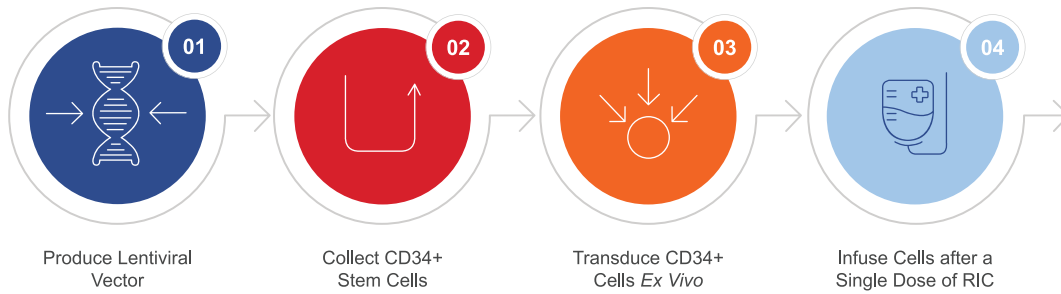 01
Produce Lentiviral
Vector
02
Collect CD34+
Stem Cells
03
Transduce CD34+
Cells Ex Vivo
04
Infuse Cells after a
Single Dose of RIC